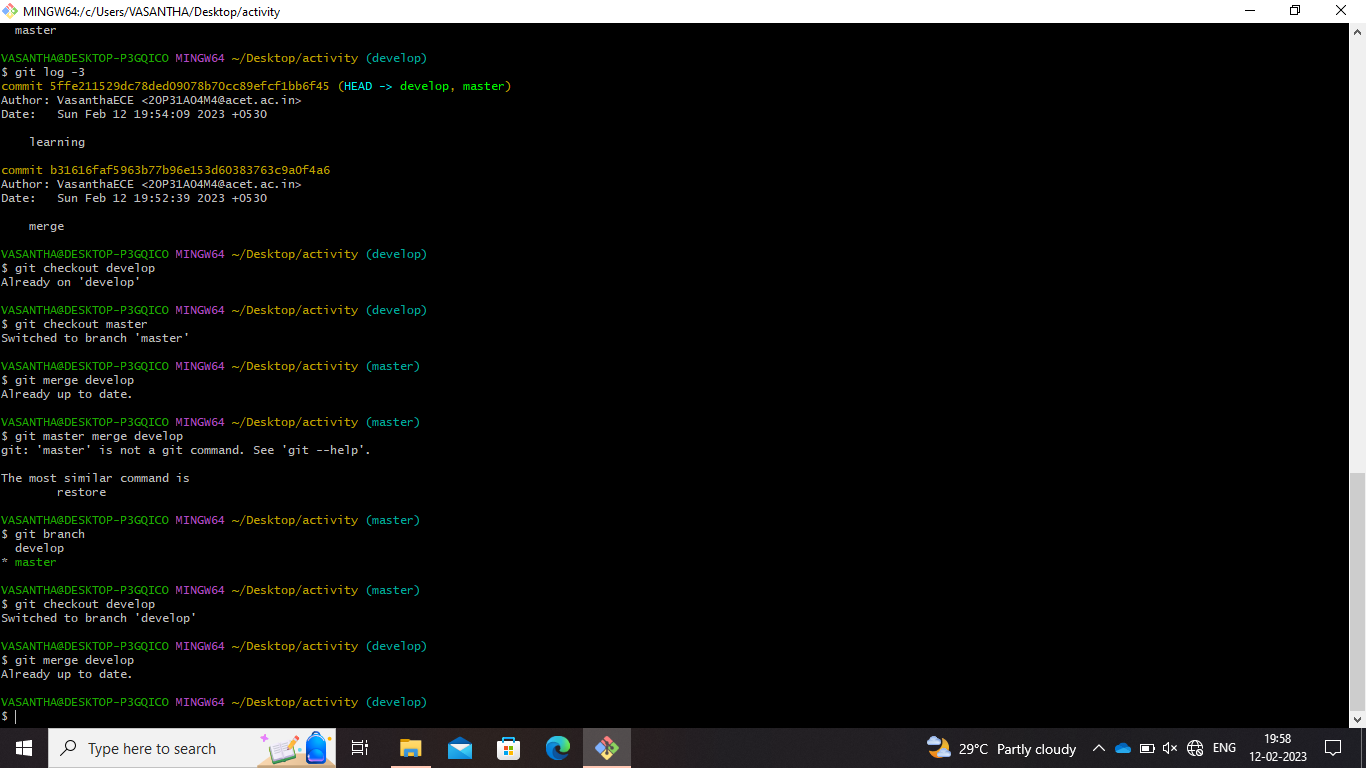 MINGW64:/c/Users/VASANTHA/Desktop/activity
master
VASANTHA@DESKTOP-P3GQICO MINGW64 ~/Desktop/activity (develop)
$ git log -3
commit 5ffe211529dc78ded09078b70cc89efcf1bb6f45 (HEAD -> develop, master)
Author: VasanthaECE <20P31A04M4@acet.ac.in>
Date:   Sun Feb 12 19:54:09 2023 +0530
learning
commit b31616faf5963b77b96e153d60383763c9a0f4a6
Author: VasanthaECE <20P31A04M4@acet.ac.in>
Date:   Sun Feb 12 19:52:39 2023 +0530
merge
VASANTHA@DESKTOP-P3GQICO MINGW64 ~/Desktop/activity (develop)
$ git checkout develop
Already on 'develop'
VASANTHA@DESKTOP-P3GQICO MINGW64 ~/Desktop/activity (develop)
$ git checkout master
Switched to branch 'master'
VASANTHA@DESKTOP-P3GQICO MINGW64 ~/Desktop/activity (master)
$ git merge develop
Already up to date.
VASANTHA@DESKTOP-P3GQICO MINGW64 ~/Desktop/activity (master)
$ git master merge develop
git: 'master' is not a git command. See 'git --help'.
The most similar command is
restore
VASANTHA@DESKTOP-P3GQICO MINGW64 ~/Desktop/activity (master)
$ git branch
develop
* master
VASANTHA@DESKTOP-P3GQICO MINGW64 ~/Desktop/activity (master)
$ git checkout develop
Switched to branch 'develop'
VASANTHA@DESKTOP-P3GQICO MINGW64 ~/Desktop/activity (develop)
$ git merge develop
Already up to date.
VASANTHA@DESKTOP-P3GQICO MINGW64 ~/Desktop/activity (develop)
$
Type here to search
29°C Partly cloudy
ENG
19:58
12-02-2023